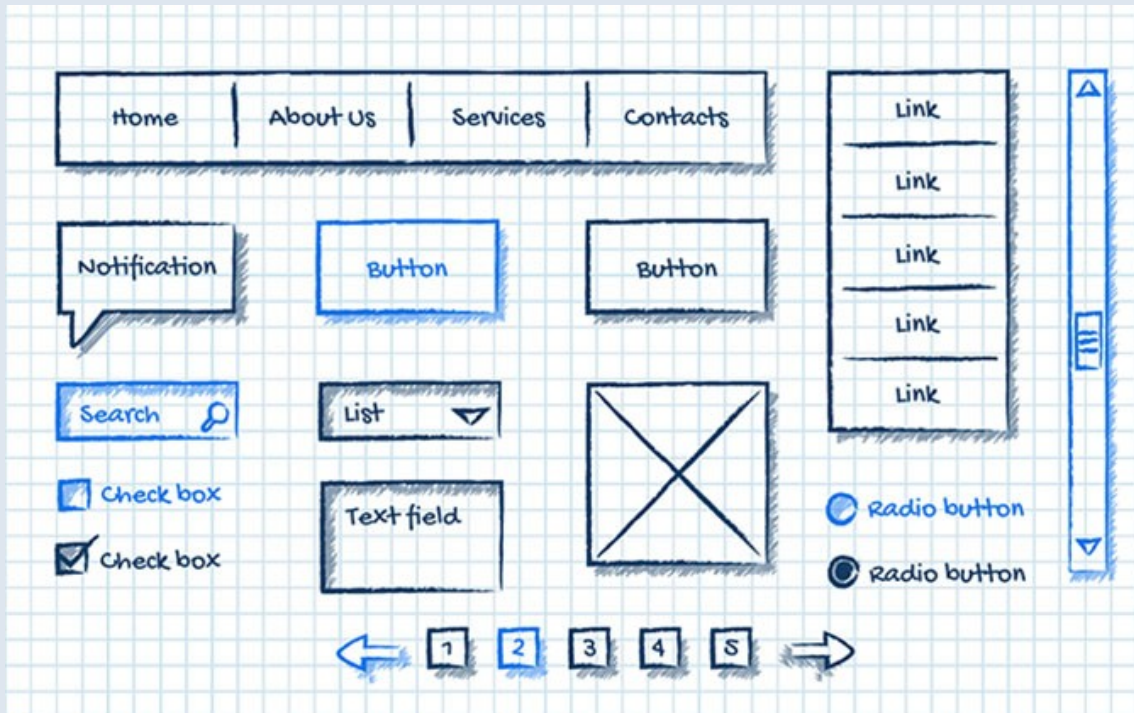 Home About Us Services Contacts
Link
Link
Link
Link
Link
Notification
Button
Button
Search
List
Check box
Check box
Text field
Radio button
Radio button
1 2 3 4 5